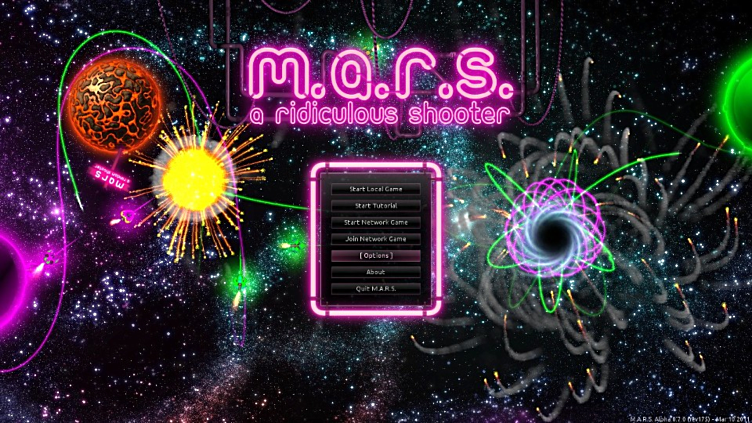 m.a.r.s.
a ridiculous shooter
Start Local Game
Start Tutorial
Start Network Game
Join Network Game
[ Options ]
About
Quit M.A.R.S.